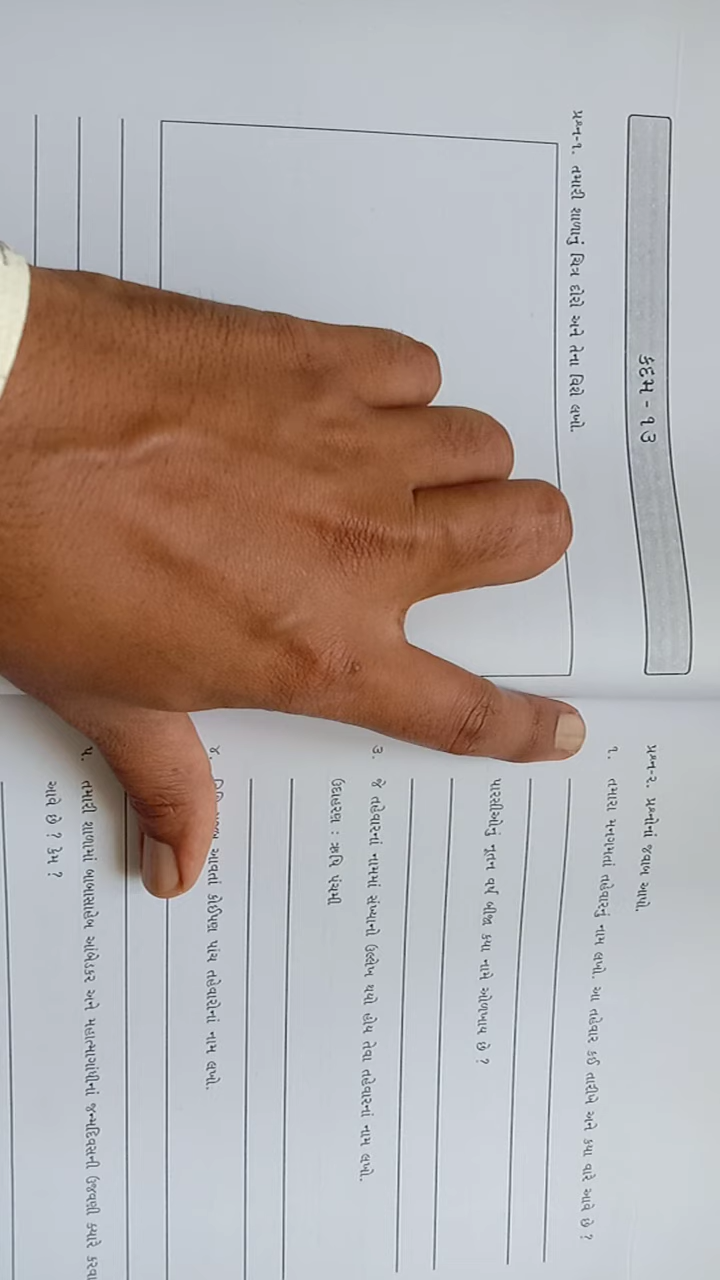 કદમ - ૧૩
પ્રશ્ન-૧. તમારી શાળાનું ચિત્ર દોરો અને તેના વિશે લખો.
પ્રશ્ન-૨. પ્રશ્નોનાં જવાબ આપો.
૧. તમારા મનગમતાં તહેવારનું નામ લખો. આ તહેવાર કઈ તારીખે અને કયા વારે આવે છે ?
પારસીઓનું નૂતન વર્ષ બીજા કયા નામે ઓળખાય છે ?
૩. જે તહેવારનાં નામમાં સંખ્યાનો ઉલ્લેખ થયો હોય તેવા તહેવારનાં નામ લખો.
ઉદાહરણ : ઋષિ પંચમી
૪. આવતાં કોઈપણ પાંચ તહેવારોનાં નામ લખો.
૫. તમારી શાળામાં બાબાસાહેબ આંબેડકર અને મહાત્માગાંધીનાં જન્મદિવસની ઉજવણી ક્યારે
આવે છે ? કેમ ?